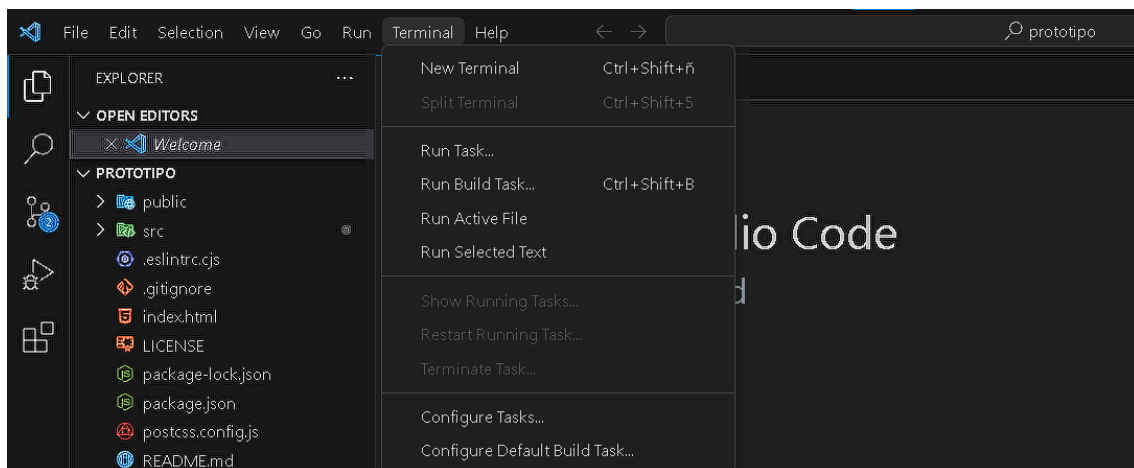 File Edit Selection View Go Run Terminal Help prototipo
EXPLORER ...
OPEN EDITORS
Welcome
PROTOTIPO
public
src
.eslintrc.cjs
.gitignore
index.html
LICENSE
package-lock.json
package.json
postcss.config.js
README.md
2
New Terminal Ctrl+Shift+ñ
Split Terminal Ctrl+Shift+5
Run Task...
Run Build Task... Ctrl+Shift+B
Run Active File
Run Selected Text
Show Running Tasks...
Restart Running Task...
Terminate Task...
Configure Tasks...
Configure Default Build Task...
lio Code
d